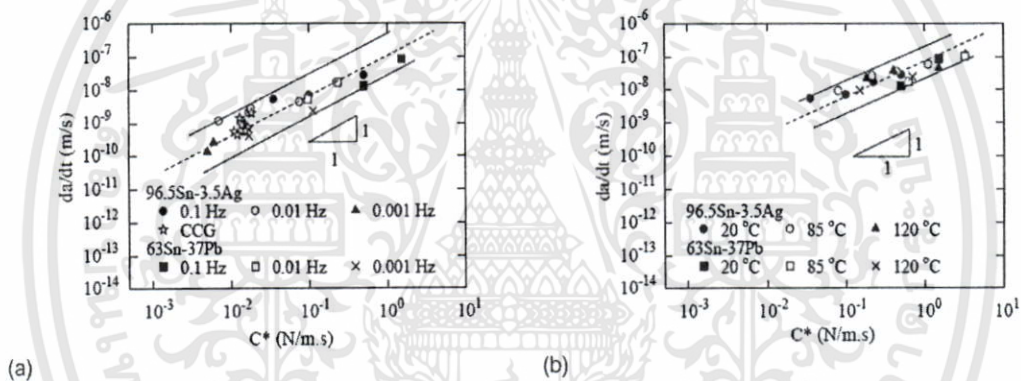 10⁻⁶
10⁻⁷
10⁻⁸
10⁻⁹
10⁻¹⁰
10⁻¹¹
10⁻¹²
10⁻¹³
10⁻¹⁴
da/dt (m/s)
1
1
96.5Sn-3.5Ag
0.1 Hz 0.01 Hz 0.001 Hz
CCG
63Sn-37Pb
0.1 Hz 0.01 Hz 0.001 Hz
10⁻³ 10⁻² 10⁻¹ 10⁰ 10¹
C* (N/m.s)
(a)
10⁻⁶
10⁻⁷
10⁻⁸
10⁻⁹
10⁻¹⁰
10⁻¹¹
10⁻¹²
10⁻¹³
10⁻¹⁴
da/dt (m/s)
1
1
96.5Sn-3.5Ag
20 °C 85 °C 120 °C
63Sn-37Pb
20 °C 85 °C 120 °C
10⁻³ 10⁻² 10⁻¹ 10⁰ 10¹
C* (N/m.s)
(b)